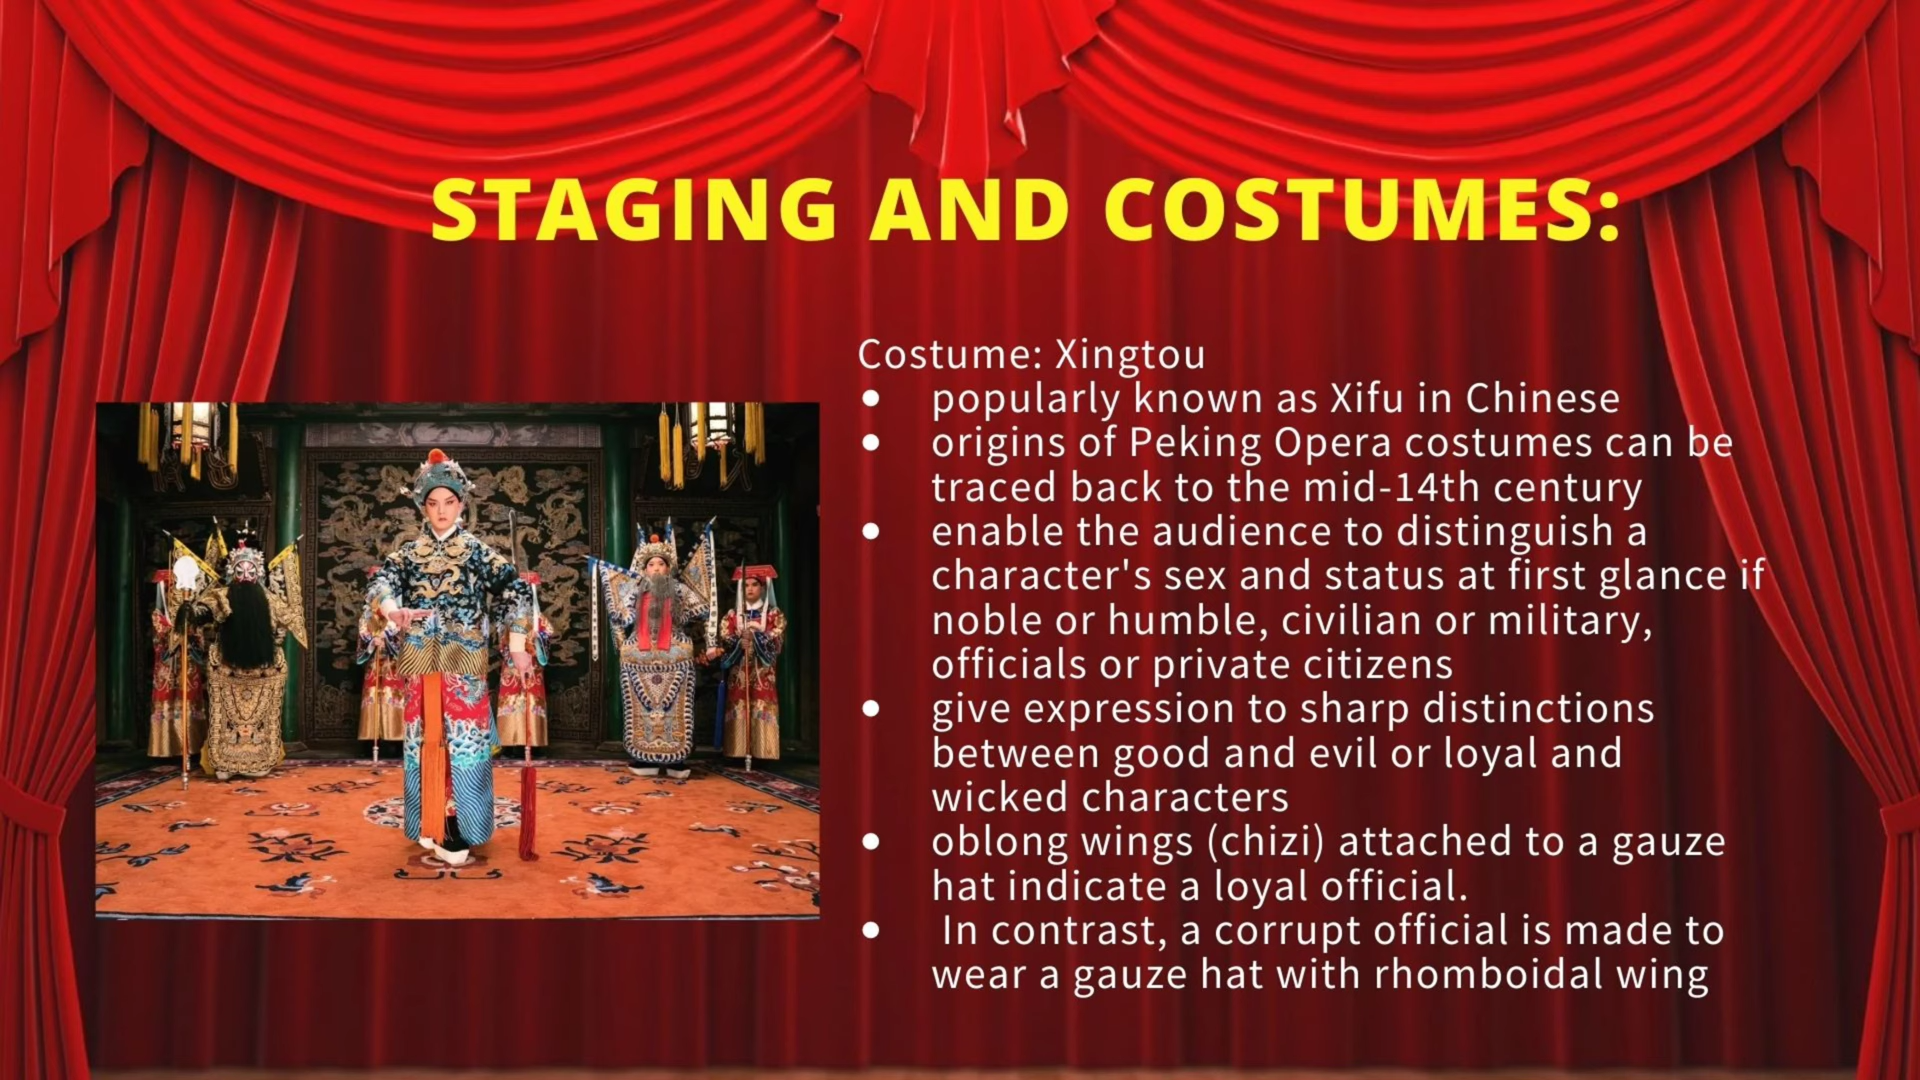 STAGING AND COSTUMES:
Costume: Xingtou
● popularly known as Xifu in Chinese
● origins of Peking Opera costumes can be
traced back to the mid-14th century
● enable the audience to distinguish a
character's sex and status at first glance if
noble or humble, civilian or military,
officials or private citizens
● give expression to sharp distinctions
between good and evil or loyal and
wicked characters
● oblong wings (chizi) attached to a gauze
hat indicate a loyal official.
● In contrast, a corrupt official is made to
wear a gauze hat with rhomboidal wing